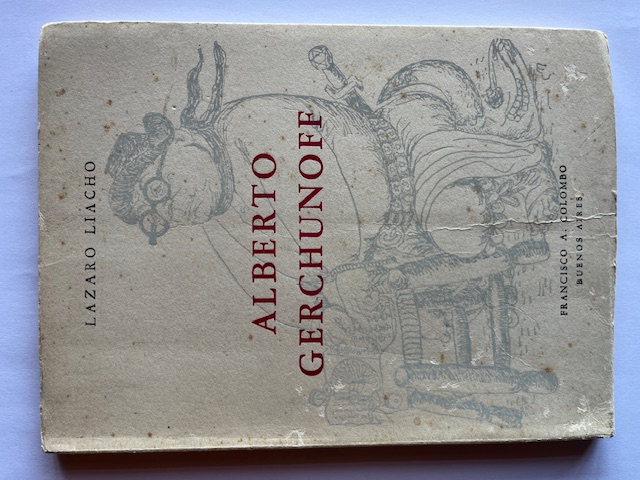 LAZARO LIACHO
ALBERTO
GERCHUNOFF
FRANCISCO A. COLOMBO
BUENOS AIRES